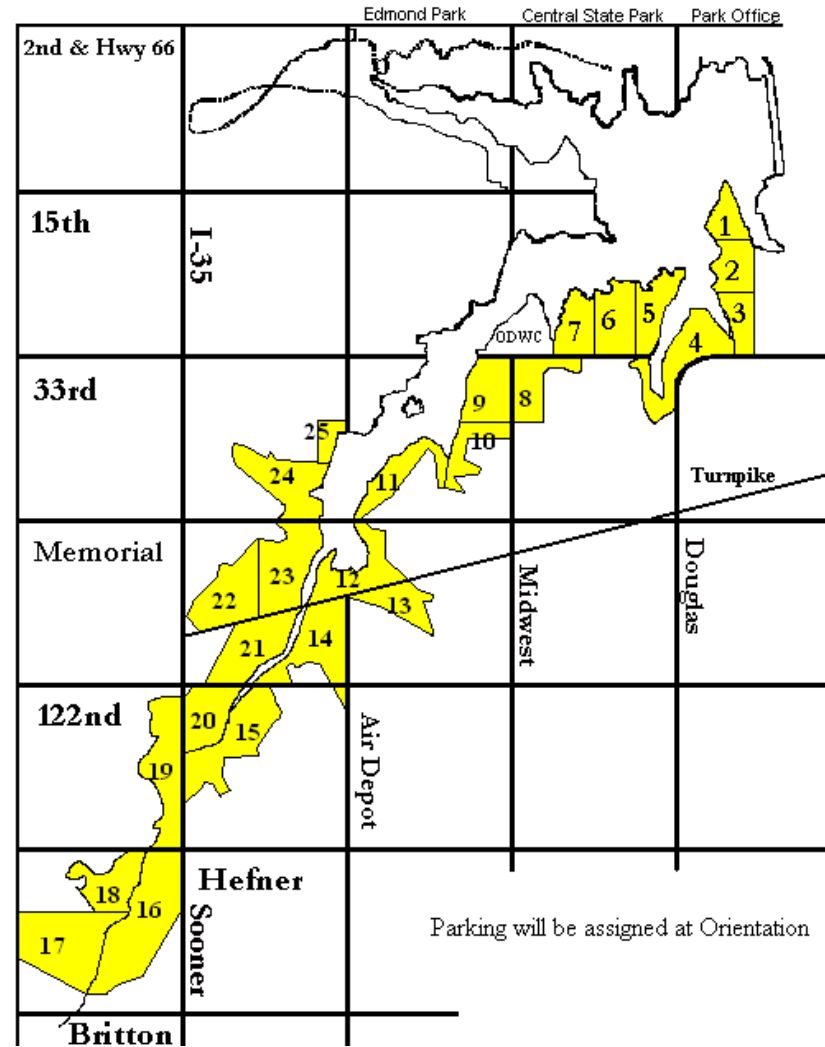 Edmond Park Central State Park Park Office
2nd & Hwy 66
15th
I-35
1
2
3
4
5
6
7
ODWC
33rd
9
8
10
25
24
11
Turnpike
Memorial
Midwest
Douglas
23
12
22
13
14
21
122nd
20
15
Air Depot
19
Hefner
18
16
Sooner
17
Parking will be assigned at Orientation
Britton